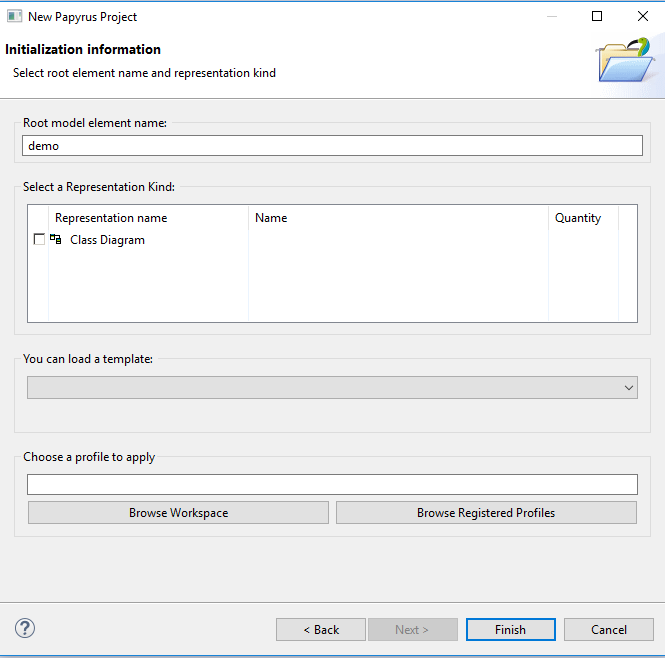 New Papyrus Project
Initialization information
Select root element name and representation kind
Root model element name:
demo
Select a Representation Kind:
Representation name Name Quantity
Class Diagram
You can load a template:
Choose a profile to apply
Browse Workspace Browse Registered Profiles
? < Back Next > Finish Cancel